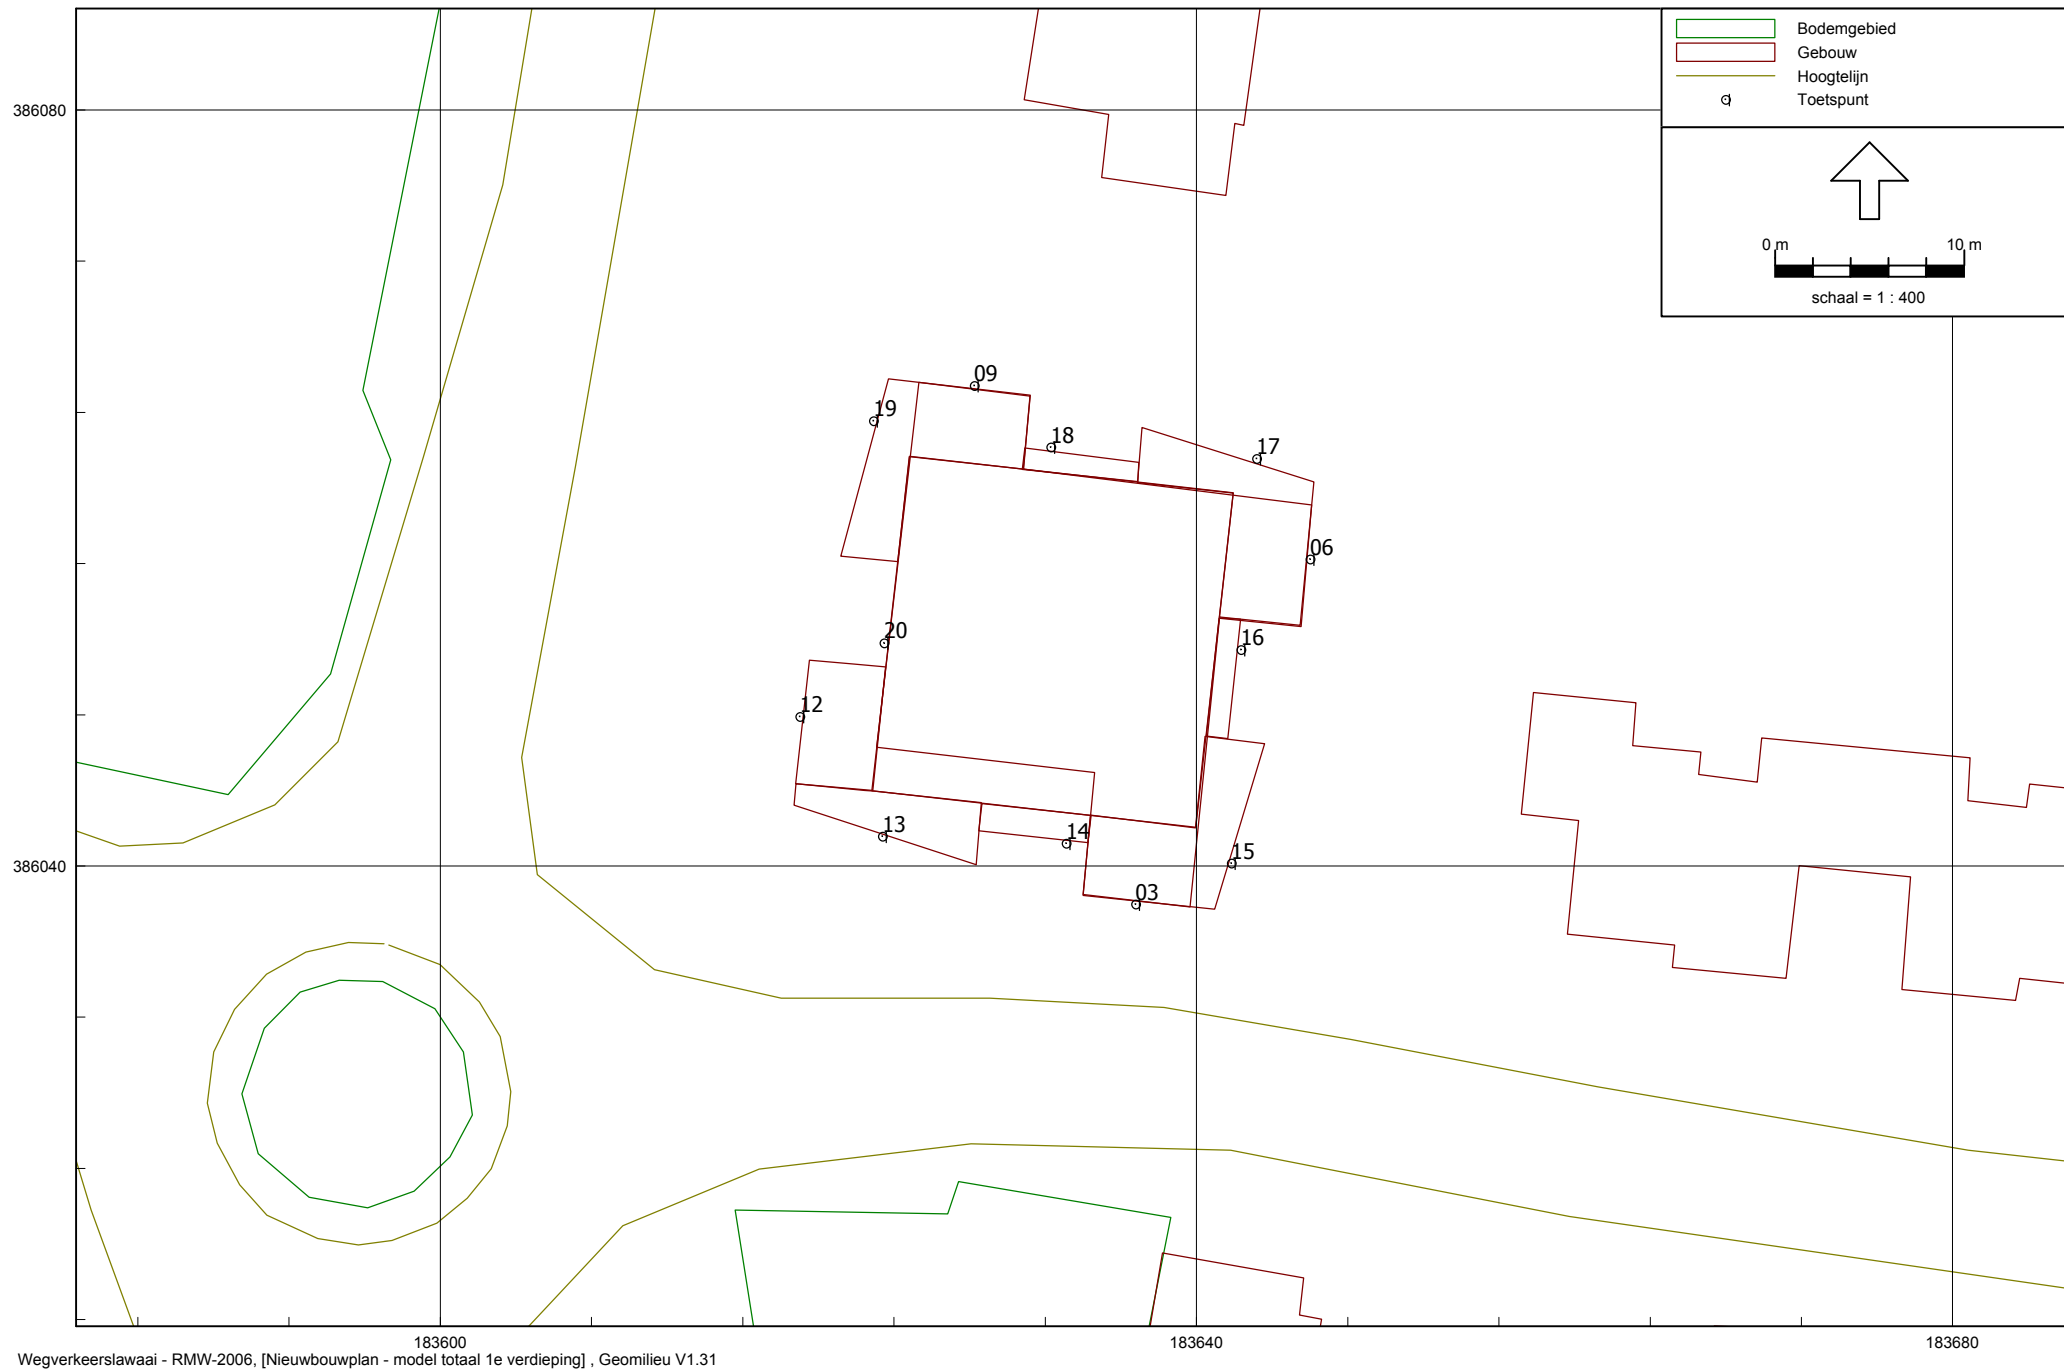 Bodemgebied
Gebouw
Hoogtelijn
Toetspunt
386080
0 m 10 m
schaal = 1 : 400
09
19
18
17
06
20
16
12
13
14
15
386040
03
183600 183640 183680
Wegverkeerslawaai - RMW-2006, [Nieuwbouwplan - model totaal 1e verdieping] , Geomilieu V1.31